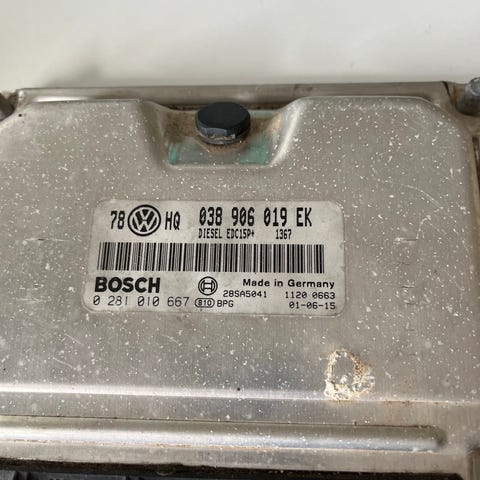 78 HQ 038 906 019 EK
DIESEL EDC15P+ 1367
BOSCH Made in Germany
28SA5041 1120 0663
0 281 010 667 810 BPG 01-06-15